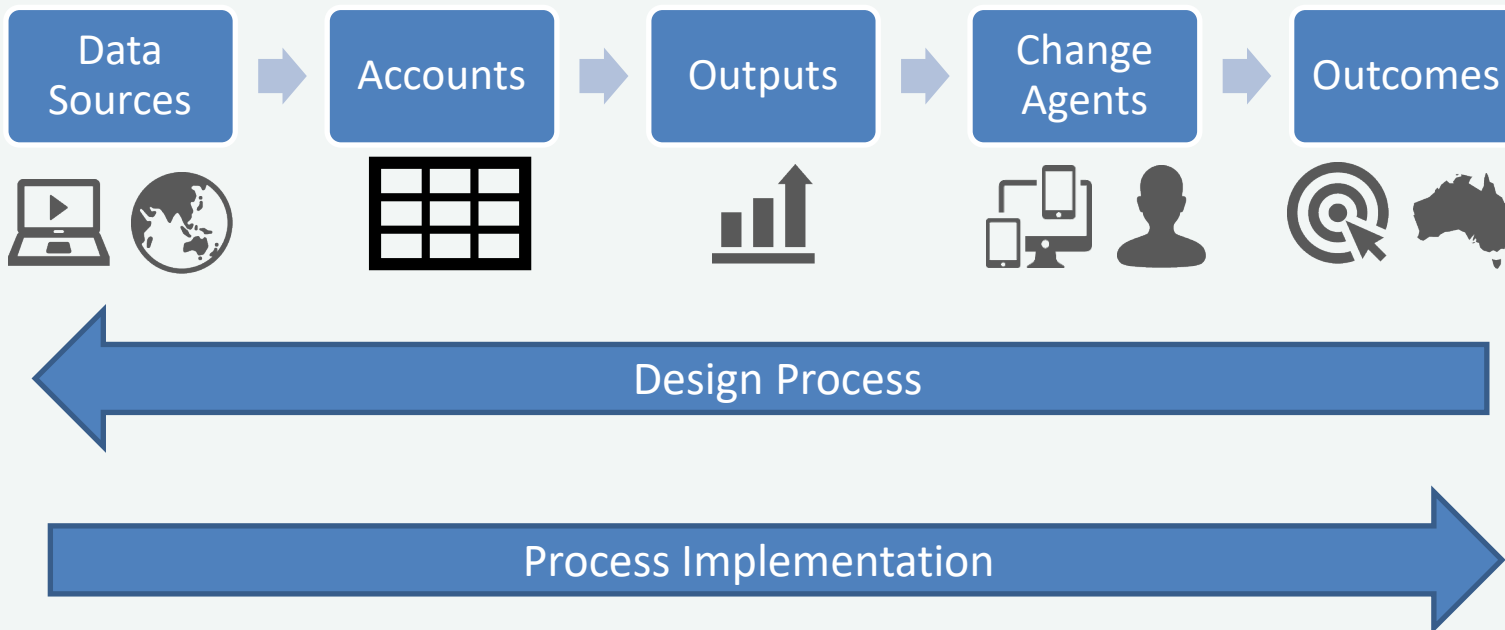 Data
Sources
Accounts
Outputs
Change
Agents
Outcomes
Design Process
Process Implementation